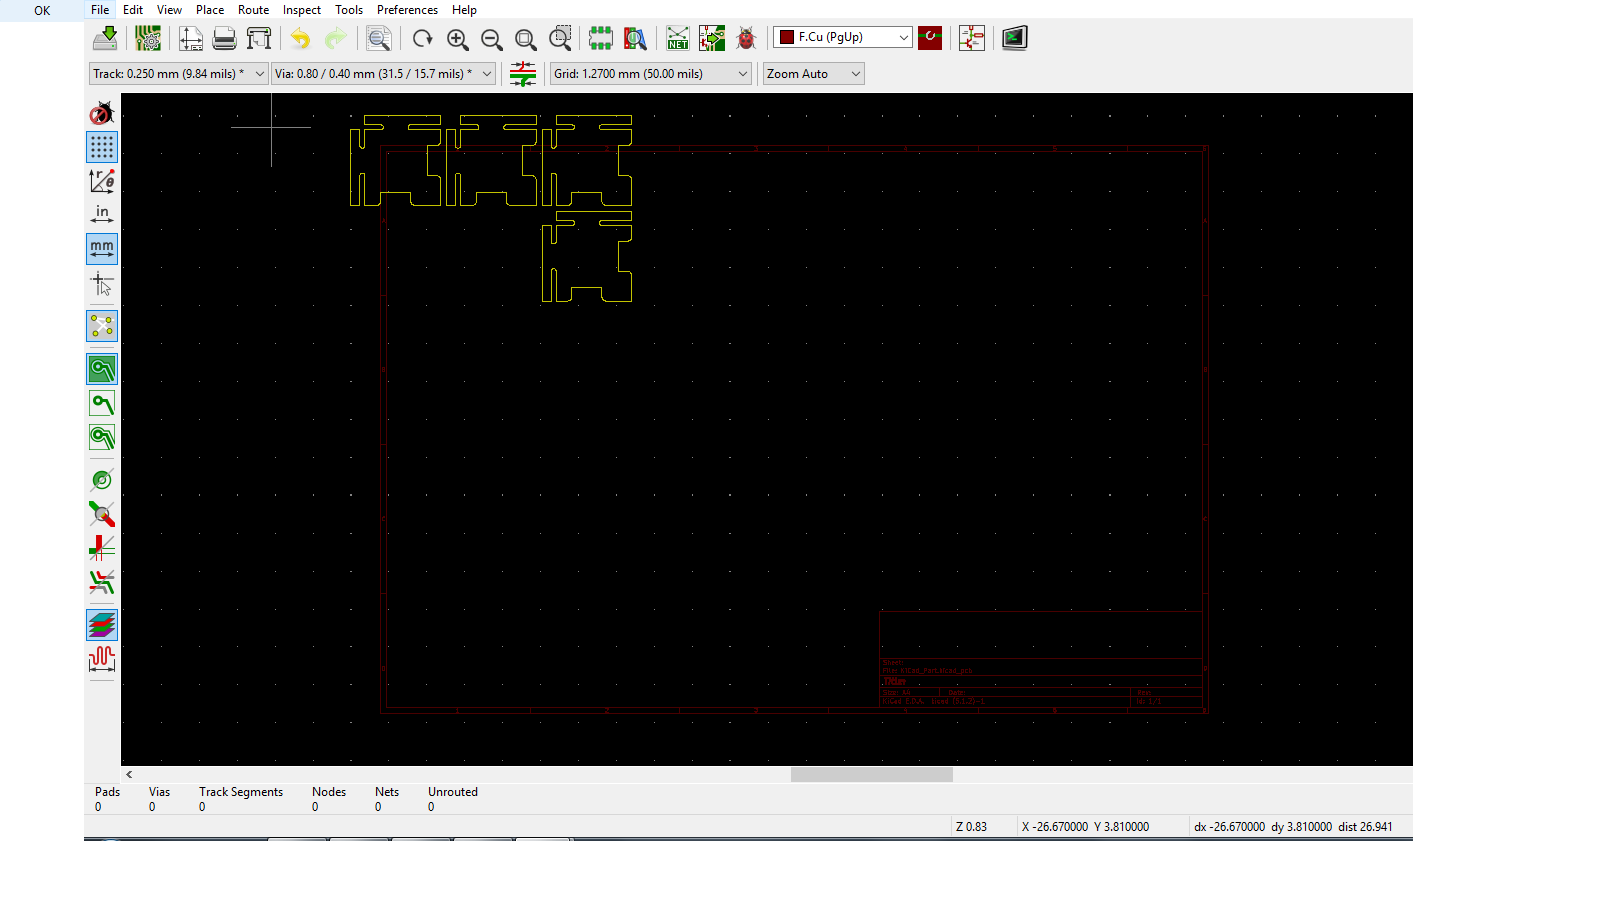 OK File Edit View Place Route Inspect Tools Preferences Help
NET F.Cu (PgUp)
Track: 0.250 mm (9.84 mils) * Via: 0.80 / 0.40 mm (31.5 / 15.7 mils) * Grid: 1.2700 mm (50.00 mils) Zoom Auto
r θ
in
mm
Pads Vias Track Segments Nodes Nets Unrouted
0 0 0 0 0 0
Z 0.83 X -26.670000 Y 3.810000 dx -26.670000 dy 3.810000 dist 26.941